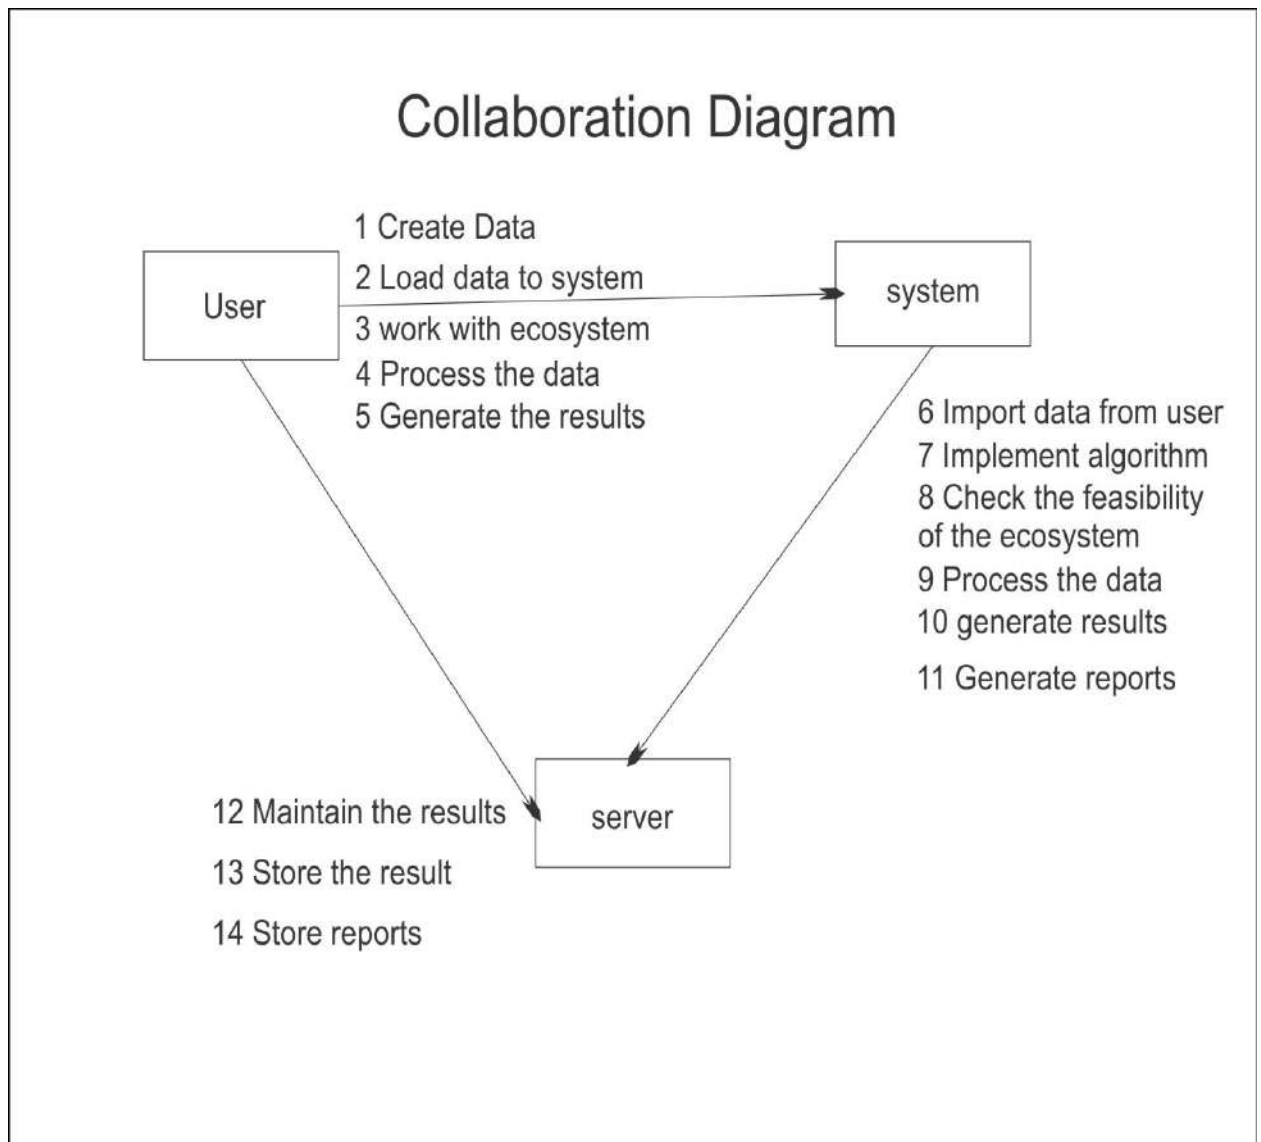 Collaboration Diagram
1 Create Data
User
2 Load data to system
system
3 work with ecosystem
4 Process the data
5 Generate the results
6 Import data from user
7 Implement algorithm
8 Check the feasibility
of the ecosystem
9 Process the data
10 generate results
11 Generate reports
12 Maintain the results
server
13 Store the result
14 Store reports